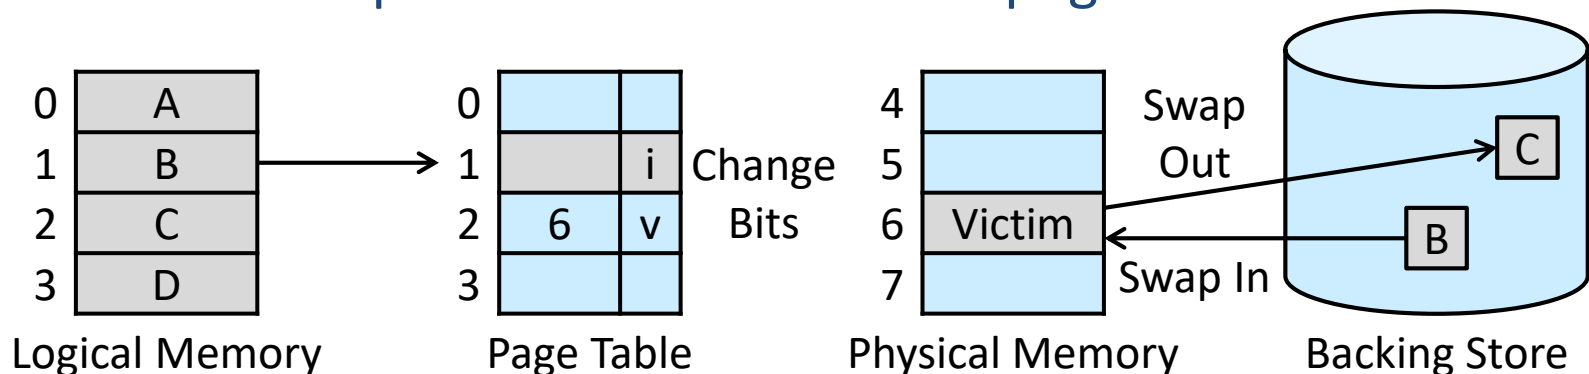 0 A
1 B
2 C
3 D
Logical Memory
0
1 i
2 6 v
3
Page Table
Change
Bits
4
5
6 Victim
7
Physical Memory
Swap
Out
Swap In
C
B
Backing Store